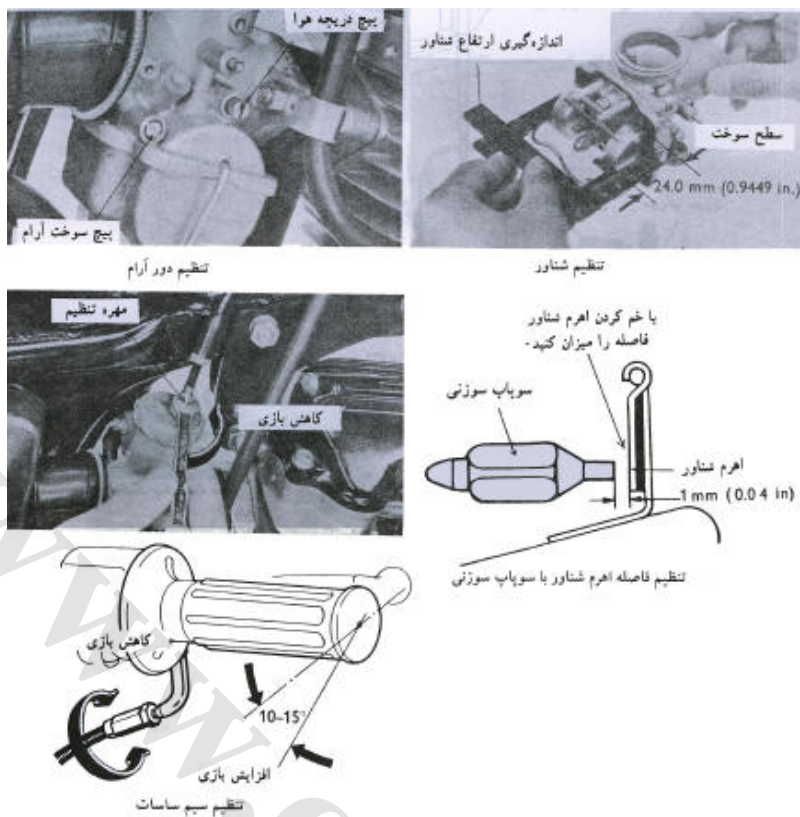 پیچ دریچه هوا
پیچ سوخت آرام
تنظیم دور آرام
اندازه‌گیری ارتفاع شناور
سطح سوخت
24.0 mm (0.9449 in.)
تنظیم شناور
مهره تنظیم
کاهش بازی
با خم کردن اهرم شناور
فاصله را میزان کنید.
سوپاپ سوزنی
اهرم شناور
1 mm (0.04 in)
تنظیم فاصله اهرم شناور با سوپاپ سوزنی
کاهش بازی
10–15°
افزایش بازی
تنظیم سیم ساسات